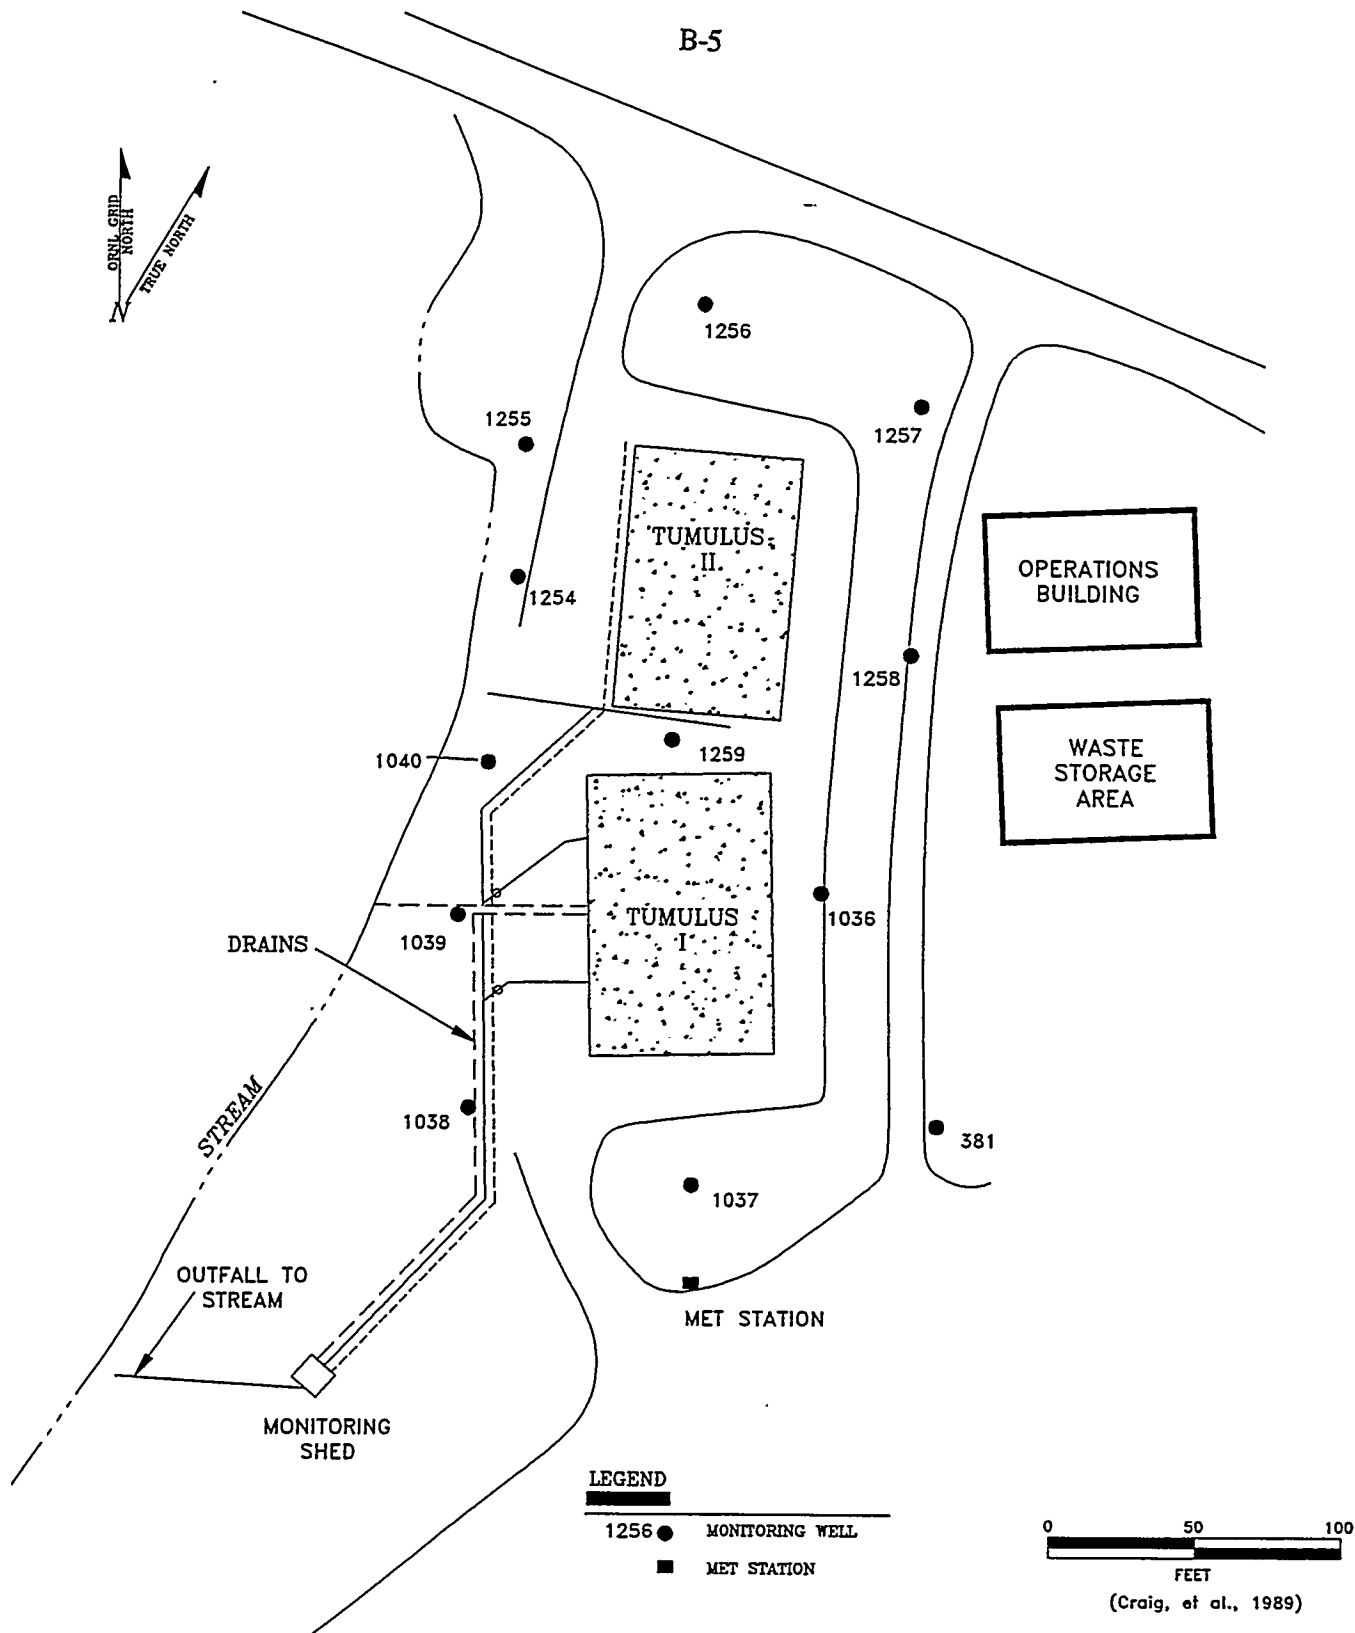 B-5
ORNL GRID
NORTH
TRUE NORTH
N
1256
1255
1257
TUMULUS
II
OPERATIONS
BUILDING
1254
1258
1259
1040
WASTE
STORAGE
AREA
TUMULUS
I
1036
1039
DRAINS
STREAM
1038
381
1037
OUTFALL TO
STREAM
MET STATION
MONITORING
SHED
LEGEND
1256 MONITORING WELL
MET STATION
0 50 100
FEET
(Craig, et al., 1989)